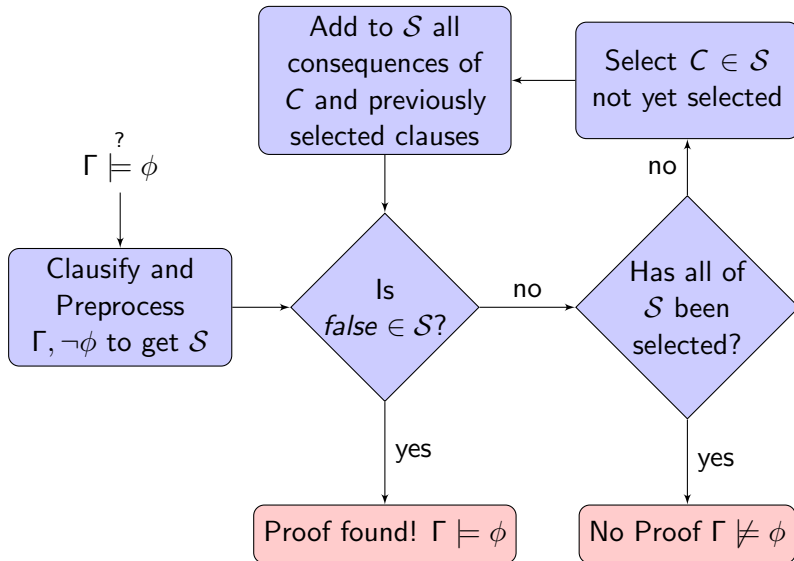 Add to 𝒮 all
consequences of
C and previously
selected clauses
Select C ∈ 𝒮
not yet selected
?
Γ ⊨ ϕ
no
Clausify and
Preprocess
Γ, ¬ϕ to get 𝒮
Is
false ∈ 𝒮?
no
Has all of
𝒮 been
selected?
yes
yes
Proof found! Γ ⊨ ϕ
No Proof Γ ⊭ ϕ